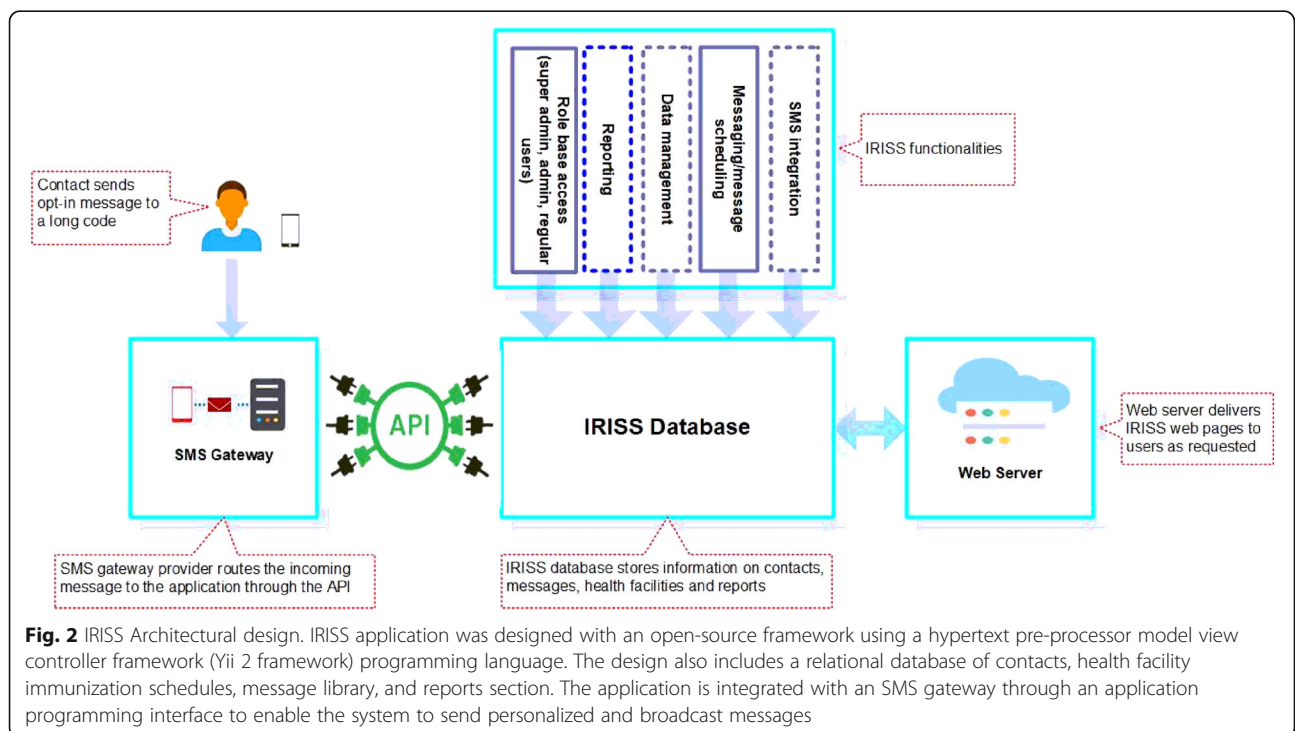 Role base access
(super admin, admin, regular
users)
Reporting
Data management
Messaging/message
scheduling
SMS integration
IRISS functionalities
Contact sends
opt-in message to
a long code
SMS Gateway
API
IRISS Database
Web Server
Web server delivers
IRISS web pages to
users as requested
SMS gateway provider routes the incoming
message to the application through the API
IRISS database stores information on contacts,
messages, health facilities and reports
Fig. 2 IRISS Architectural design. IRISS application was designed with an open-source framework using a hypertext pre-processor model view
controller framework (Yii 2 framework) programming language. The design also includes a relational database of contacts, health facility
immunization schedules, message library, and reports section. The application is integrated with an SMS gateway through an application
programming interface to enable the system to send personalized and broadcast messages